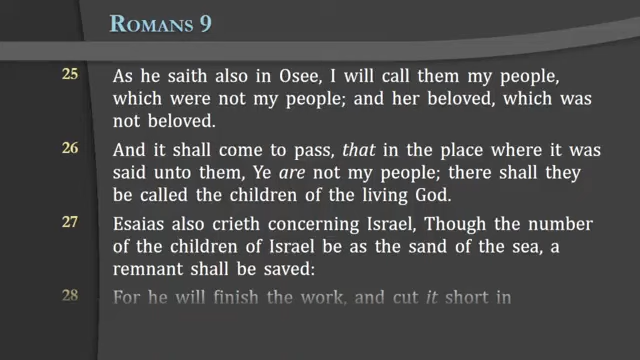 ROMANS 9
25 As he saith also in Osee, I will call them my people,
which were not my people; and her beloved, which was
not beloved.
26 And it shall come to pass, that in the place where it was
said unto them, Ye are not my people; there shall they
be called the children of the living God.
27 Esaias also crieth concerning Israel, Though the number
of the children of Israel be as the sand of the sea, a
remnant shall be saved:
28 For he will finish the work, and cut it short in